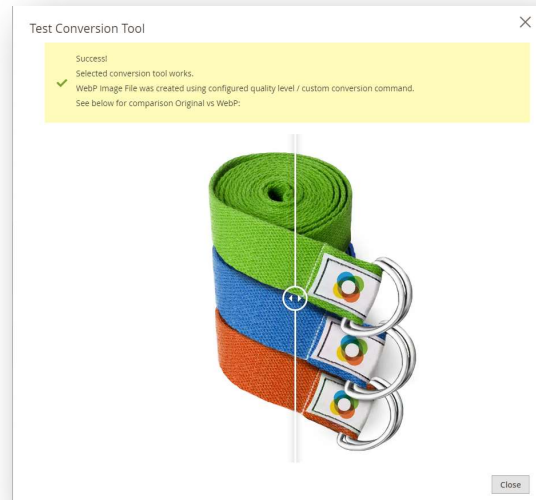 Test Conversion Tool
Success!
Selected conversion tool works.
WebP Image File was created using configured quality level / custom conversion command.
See below for comparison Original vs WebP:
Close